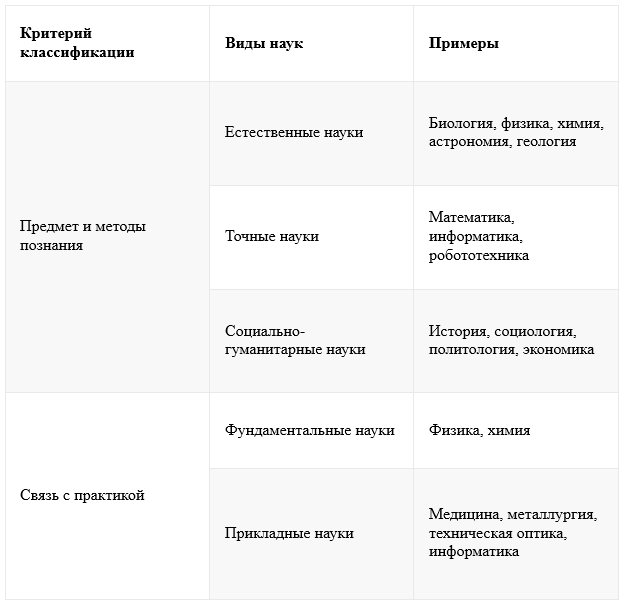 Критерий
классификации
Виды наук
Примеры
Предмет и методы
познания
Естественные науки
Биология, физика, химия,
астрономия, геология
Точные науки
Математика,
информатика,
робототехника
Социально-
гуманитарные науки
История, социология,
политология, экономика
Связь с практикой
Фундаментальные науки
Физика, химия
Прикладные науки
Медицина, металлургия,
техническая оптика,
информатика